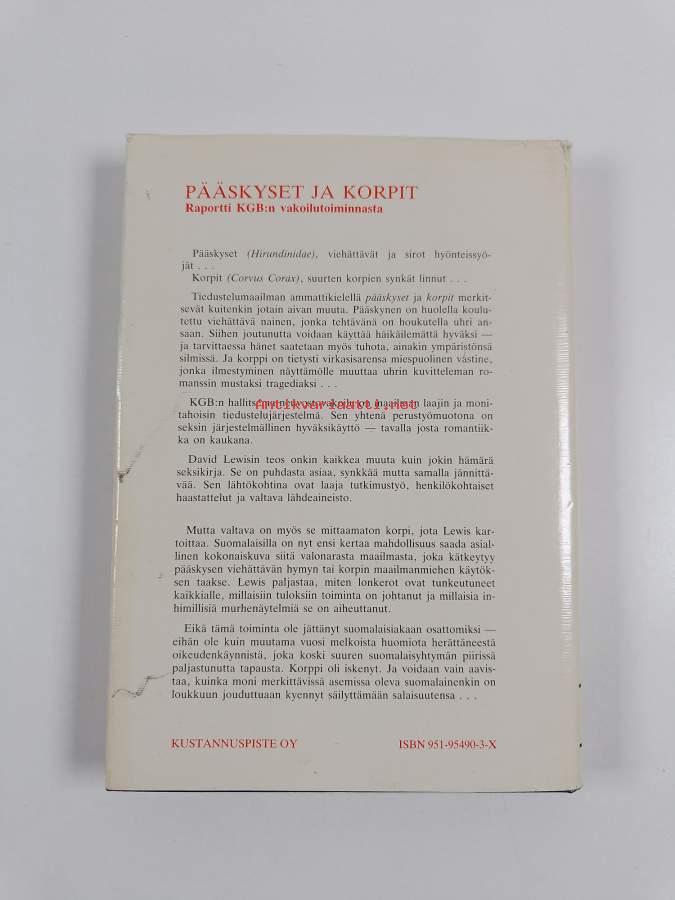 PÄÄSKYSET JA KORPIT
Raportti KGB:n vakoilutoiminnasta
Pääskyset (Hirundinidae), viehättävät ja sirot hyönteissyö-
jät . . .
Korpit (Corvus Corax), suurten korpien synkät linnut . . .
Tiedustelumaailman ammattikielellä pääskyset ja korpit merkit-
sevät kuitenkin jotain aivan muuta. Pääskynen on huolella koulu-
tettu viehättävä nainen, jonka tehtävänä on houkutella uhri an-
saan. Siihen joutunutta voidaan käyttää häikäilemättä hyväksi —
ja tarvittaessa hänet saatetaan myös tuhota, ainakin ympäristönsä
silmissä. Ja korppi on tietysti virkasisarensa miespuolinen vastine,
jonka ilmestyminen näyttämölle muuttaa uhrin kuvitteleman ro-
manssin mustaksi tragediaksi . . .
KGB:n neuvostovakoilu on maailman laajin ja moni-
Antikvariaatti.net
tahoisin tiedustelujärjestelmä. Sen yhtenä perustyömuotona on
seksin järjestelmällinen hyväksikäyttö — tavalla josta romantiik-
ka on kaukana.
David Lewisin teos onkin kaikkea muuta kuin jokin hämärä
seksikirja. Se on puhdasta asiaa, synkkää mutta samalla jännittä-
vää. Sen lähtökohtina ovat laaja tutkimustyö, henkilökohtaiset
haastattelut ja valtava lähdeaineisto.
Mutta valtava on myös se mittaamaton korpi, jota Lewis kar-
toittaa. Suomalaisilla on nyt ensi kertaa mahdollisuus saada asial-
linen kokonaiskuva siitä valonarasta maailmasta, joka kätkeytyy
pääskysen viehättävän hymyn tai korpin maailmanmiehen käytök-
sen taakse. Lewis paljastaa, miten lonkerot ovat tunkeutuneet
kaikkialle, millaisiin tuloksiin toiminta on johtanut ja millaisia in-
himillisiä murhenäytelmiä se on aiheuttanut.
Eikä tämä toiminta ole jättänyt suomalaisiakaan osattomiksi —
eihän ole kuin muutama vuosi melkoista huomiota herättäneestä
oikeudenkäynnistä, joka koski suuren suomalaisyhtymän piirissä
paljastunutta tapausta. Korppi oli iskenyt. Ja voidaan vain aavis-
taa, kuinka moni merkittävissä asemissa oleva suomalainenkin on
loukkuun jouduttuaan kyennyt säilyttämään salaisuutensa . . .
KUSTANNUSPISTE OY
ISBN 951-95490-3-X